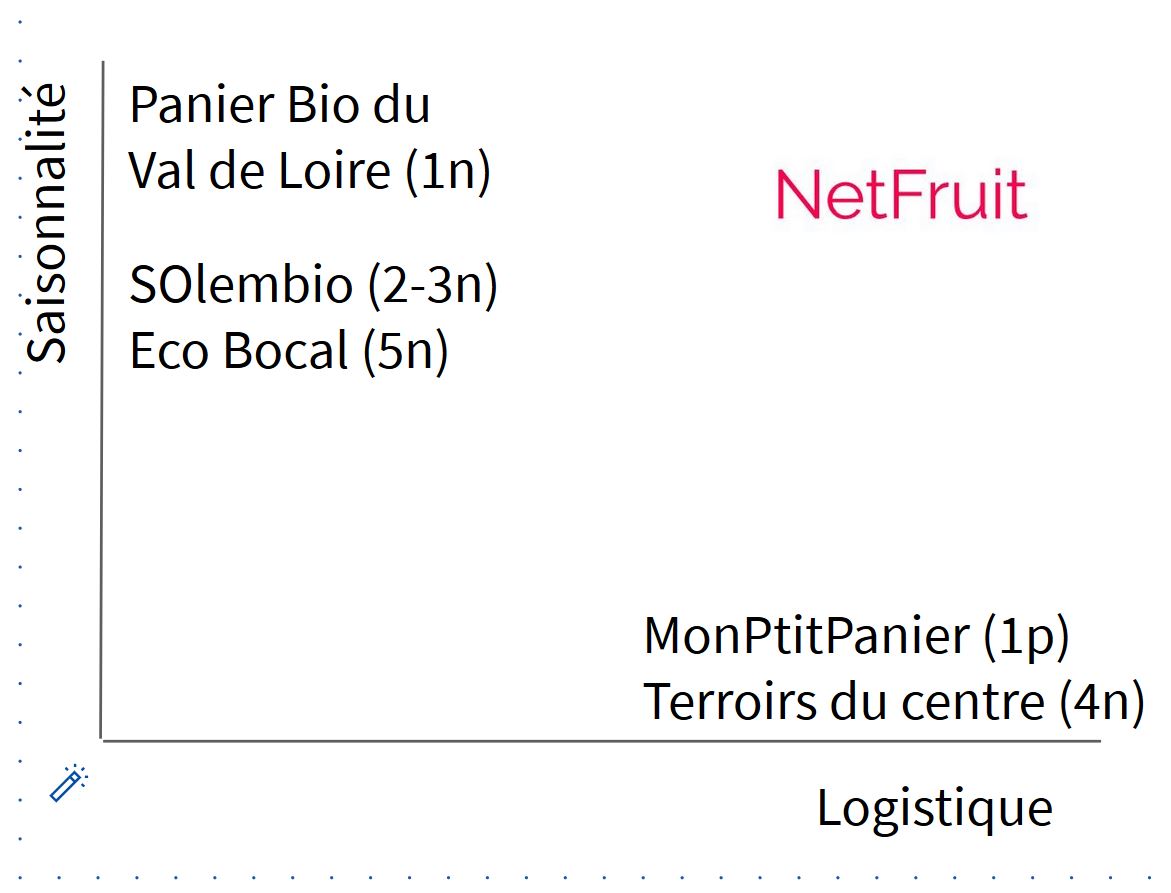 Saisonnalité
Panier Bio du
Val de Loire (1n)
NetFruit
SOlembio (2-3n)
Eco Bocal (5n)
MonPtitPanier (1p)
Terroirs du centre (4n)
Logistique